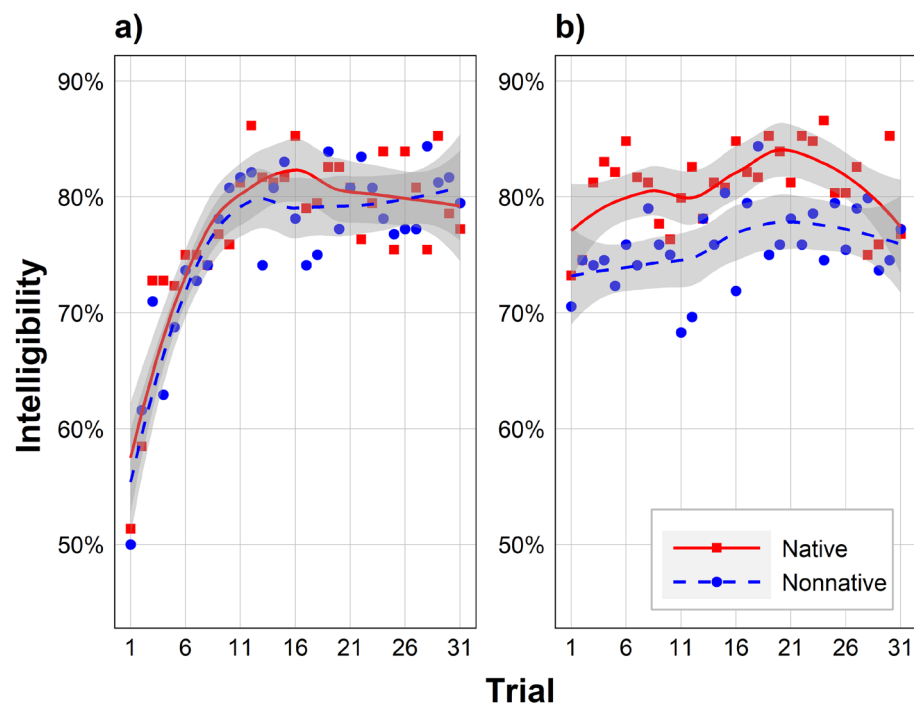 a)
b)
Intelligibility
90%
80%
70%
60%
50%
90%
80%
70%
60%
50%
1 6 11 16 21 26 31
1 6 11 16 21 26 31
Native
Nonnative
Trial